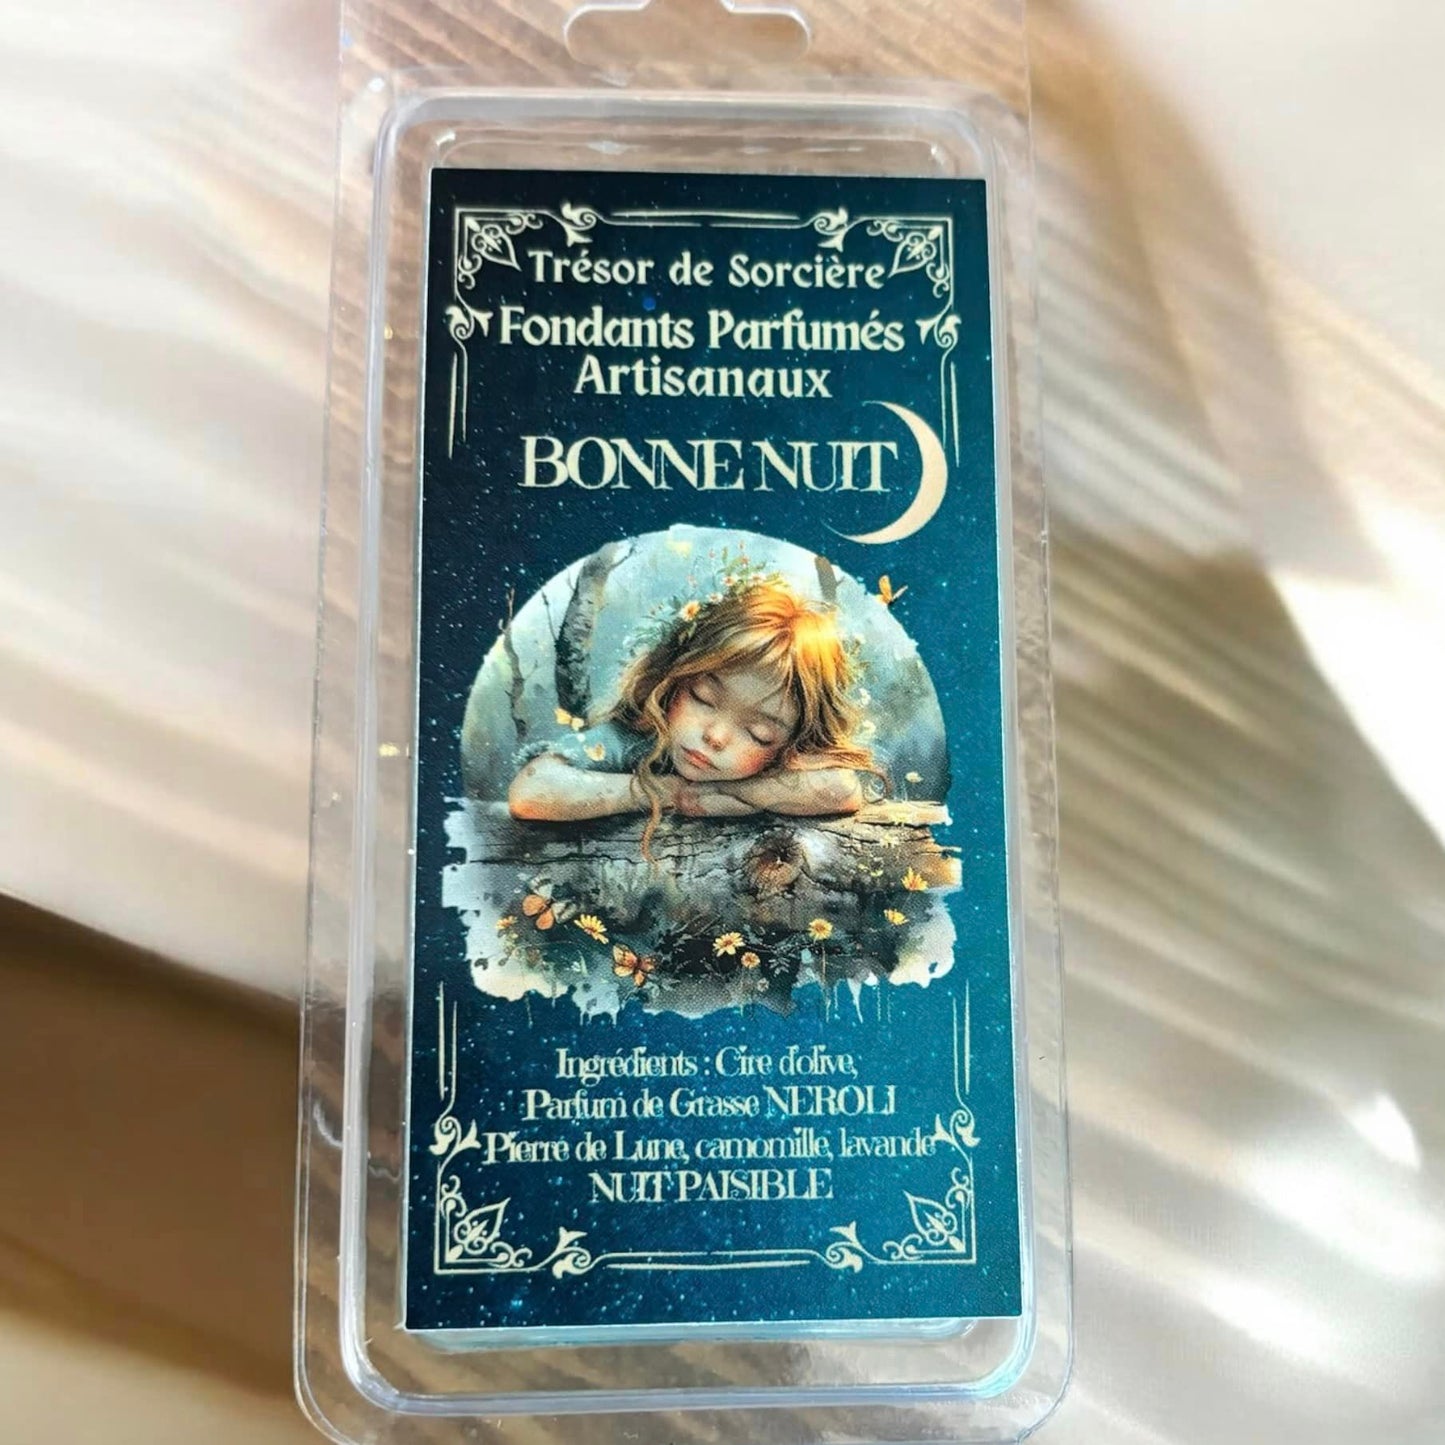 Trésor de Sorcière
Fondants Parfumés
Artisanaux
BONNE NUIT
Ingrédients : Cire d'olive,
Parfum de Grasse NEROLI
Pierre de Lune, camomille, lavande
NUIT PAISIBLE